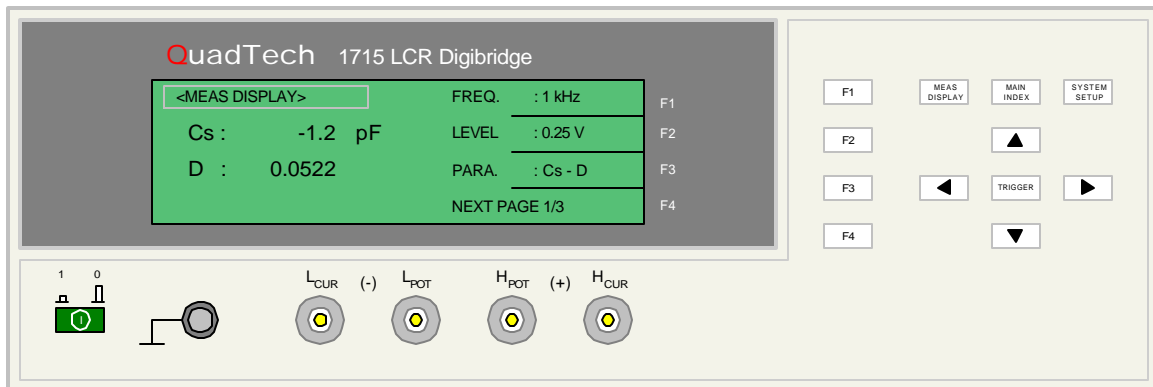 QuadTech 1715 LCR Digibridge
<MEAS DISPLAY>
Cs : -1.2 pF
D : 0.0522
FREQ. : 1 kHz
LEVEL : 0.25 V
PARA. : Cs - D
NEXT PAGE 1/3
F1
F2
F3
F4
F1
F2
F3
F4
MEAS DISPLAY
MAIN INDEX
SYSTEM SETUP
TRIGGER
1 0
I
LCUR (-) LPOT HPOT (+) HCUR